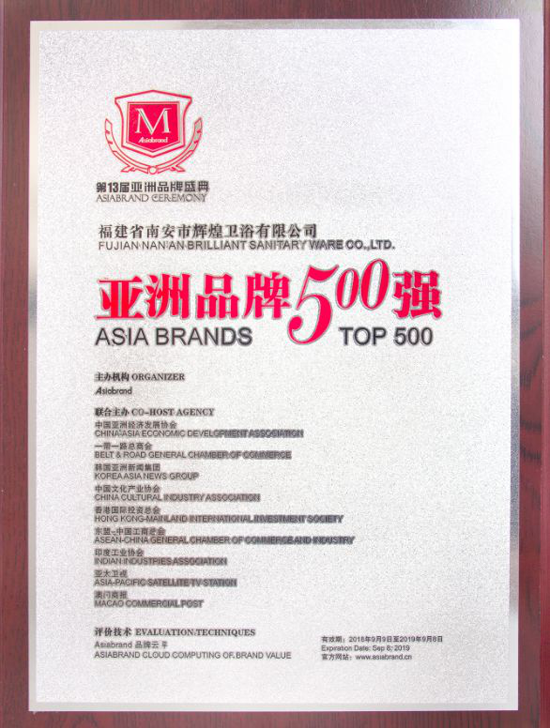 M
Asiabrand
第13届亚洲品牌盛典
ASIABRAND CEREMONY
福建省南安市辉煌卫浴有限公司
FUJIAN·NAN'AN·BRILLIANT SANITARY WARE CO.,LTD.
亚洲品牌500强
ASIA BRANDS TOP 500
主办机构 ORGANIZER
Asiabrand
联合主办 CO-HOST AGENCY
中国亚洲经济发展协会
CHINA-ASIA ECONOMIC DEVELOPMENT ASSOCIATION
一带一路总商会
BELT & ROAD GENERAL CHAMBER OF COMMERCE
韩国亚洲新闻集团
KOREA ASIA NEWS GROUP
中国文化产业协会
CHINA CULTURAL INDUSTRY ASSOCIATION
香港国际投资总会
HONG KONG-MAINLAND INTERNATIONAL INVESTMENT SOCIETY
东盟-中国工商总会
ASEAN-CHINA GENERAL CHAMBER OF COMMERCE AND INDUSTRY
印度工业协会
INDIAN INDUSTRIES ASSOCIATION
亚太卫视
ASIA-PACIFIC SATELLITE TV STATION
澳门商报
MACAO COMMERCIAL POST
评价技术 EVALUATION TECHNIQUES
Asiabrand 品牌云平
ASIABRAND CLOUD COMPUTING OF BRAND VALUE
有效期：2018年9月9日至2019年9月8日
Expiration Date: Sep 8, 2019
官方网站：www.asiabrand.cn